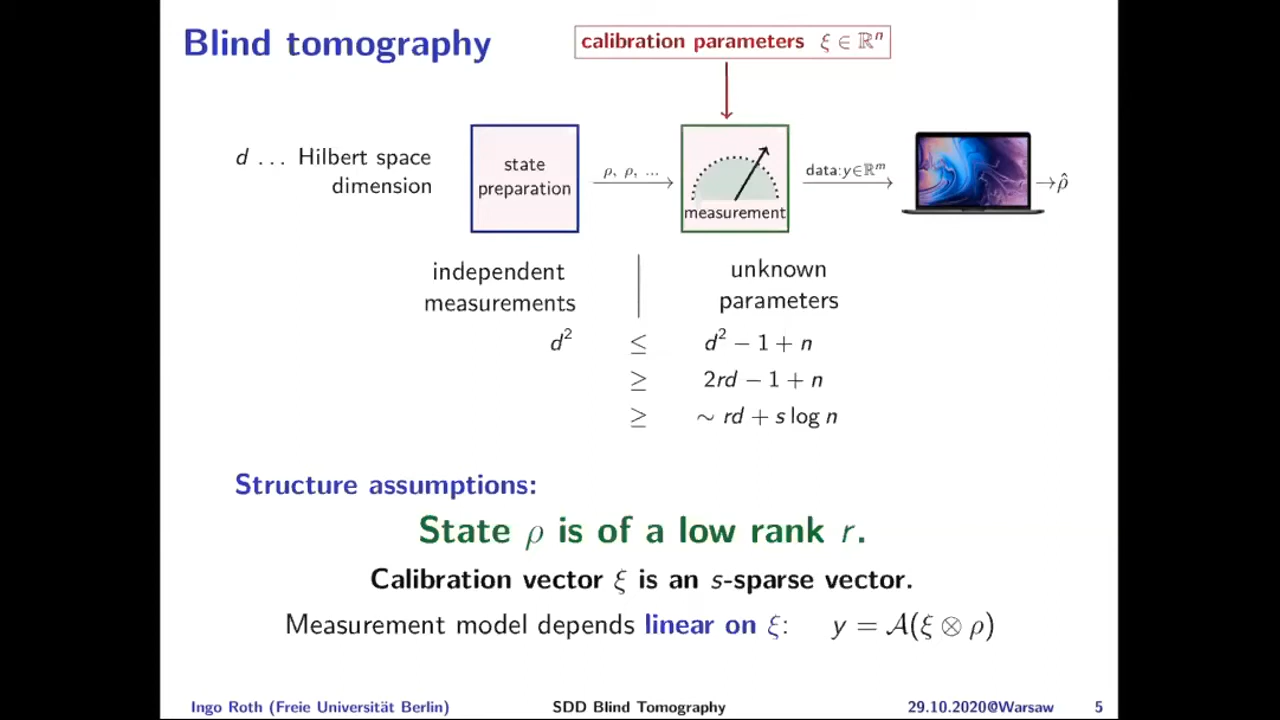 Blind tomography
calibration parameters ξ ∈ ℝⁿ
d ... Hilbert space
dimension
state
preparation
ρ, ρ, ...
measurement
data:y∈ℝᵐ
→ρ̂
independent
measurements
unknown
parameters
d² ≤ d² − 1 + n
≥ 2rd − 1 + n
≥ ∼ rd + s log n
Structure assumptions:
State ρ is of a low rank r.
Calibration vector ξ is an s-sparse vector.
Measurement model depends linear on ξ: y = 𝒜(ξ ⊗ ρ)
Ingo Roth (Freie Universität Berlin) SDD Blind Tomography 29.10.2020@Warsaw 5